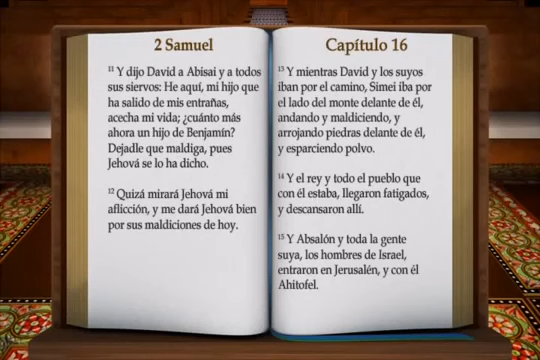 2 Samuel
11 Y dijo David a Abisai y a todos
sus siervos: He aquí, mi hijo que
ha salido de mis entrañas,
acecha mi vida; ¿cuánto más
ahora un hijo de Benjamín?
Dejadle que maldiga, pues
Jehová se lo ha dicho.
12 Quizá mirará Jehová mi
aflicción, y me dará Jehová bien
por sus maldiciones de hoy.
Capítulo 16
13 Y mientras David y los suyos
iban por el camino, Simei iba por
el lado del monte delante de él,
andando y maldiciendo, y
arrojando piedras delante de él,
y esparciendo polvo.
14 Y el rey y todo el pueblo que
con él estaba, llegaron fatigados,
y descansaron allí.
15 Y Absalón y toda la gente
suya, los hombres de Israel,
entraron en Jerusalén, y con él
Ahitofel.